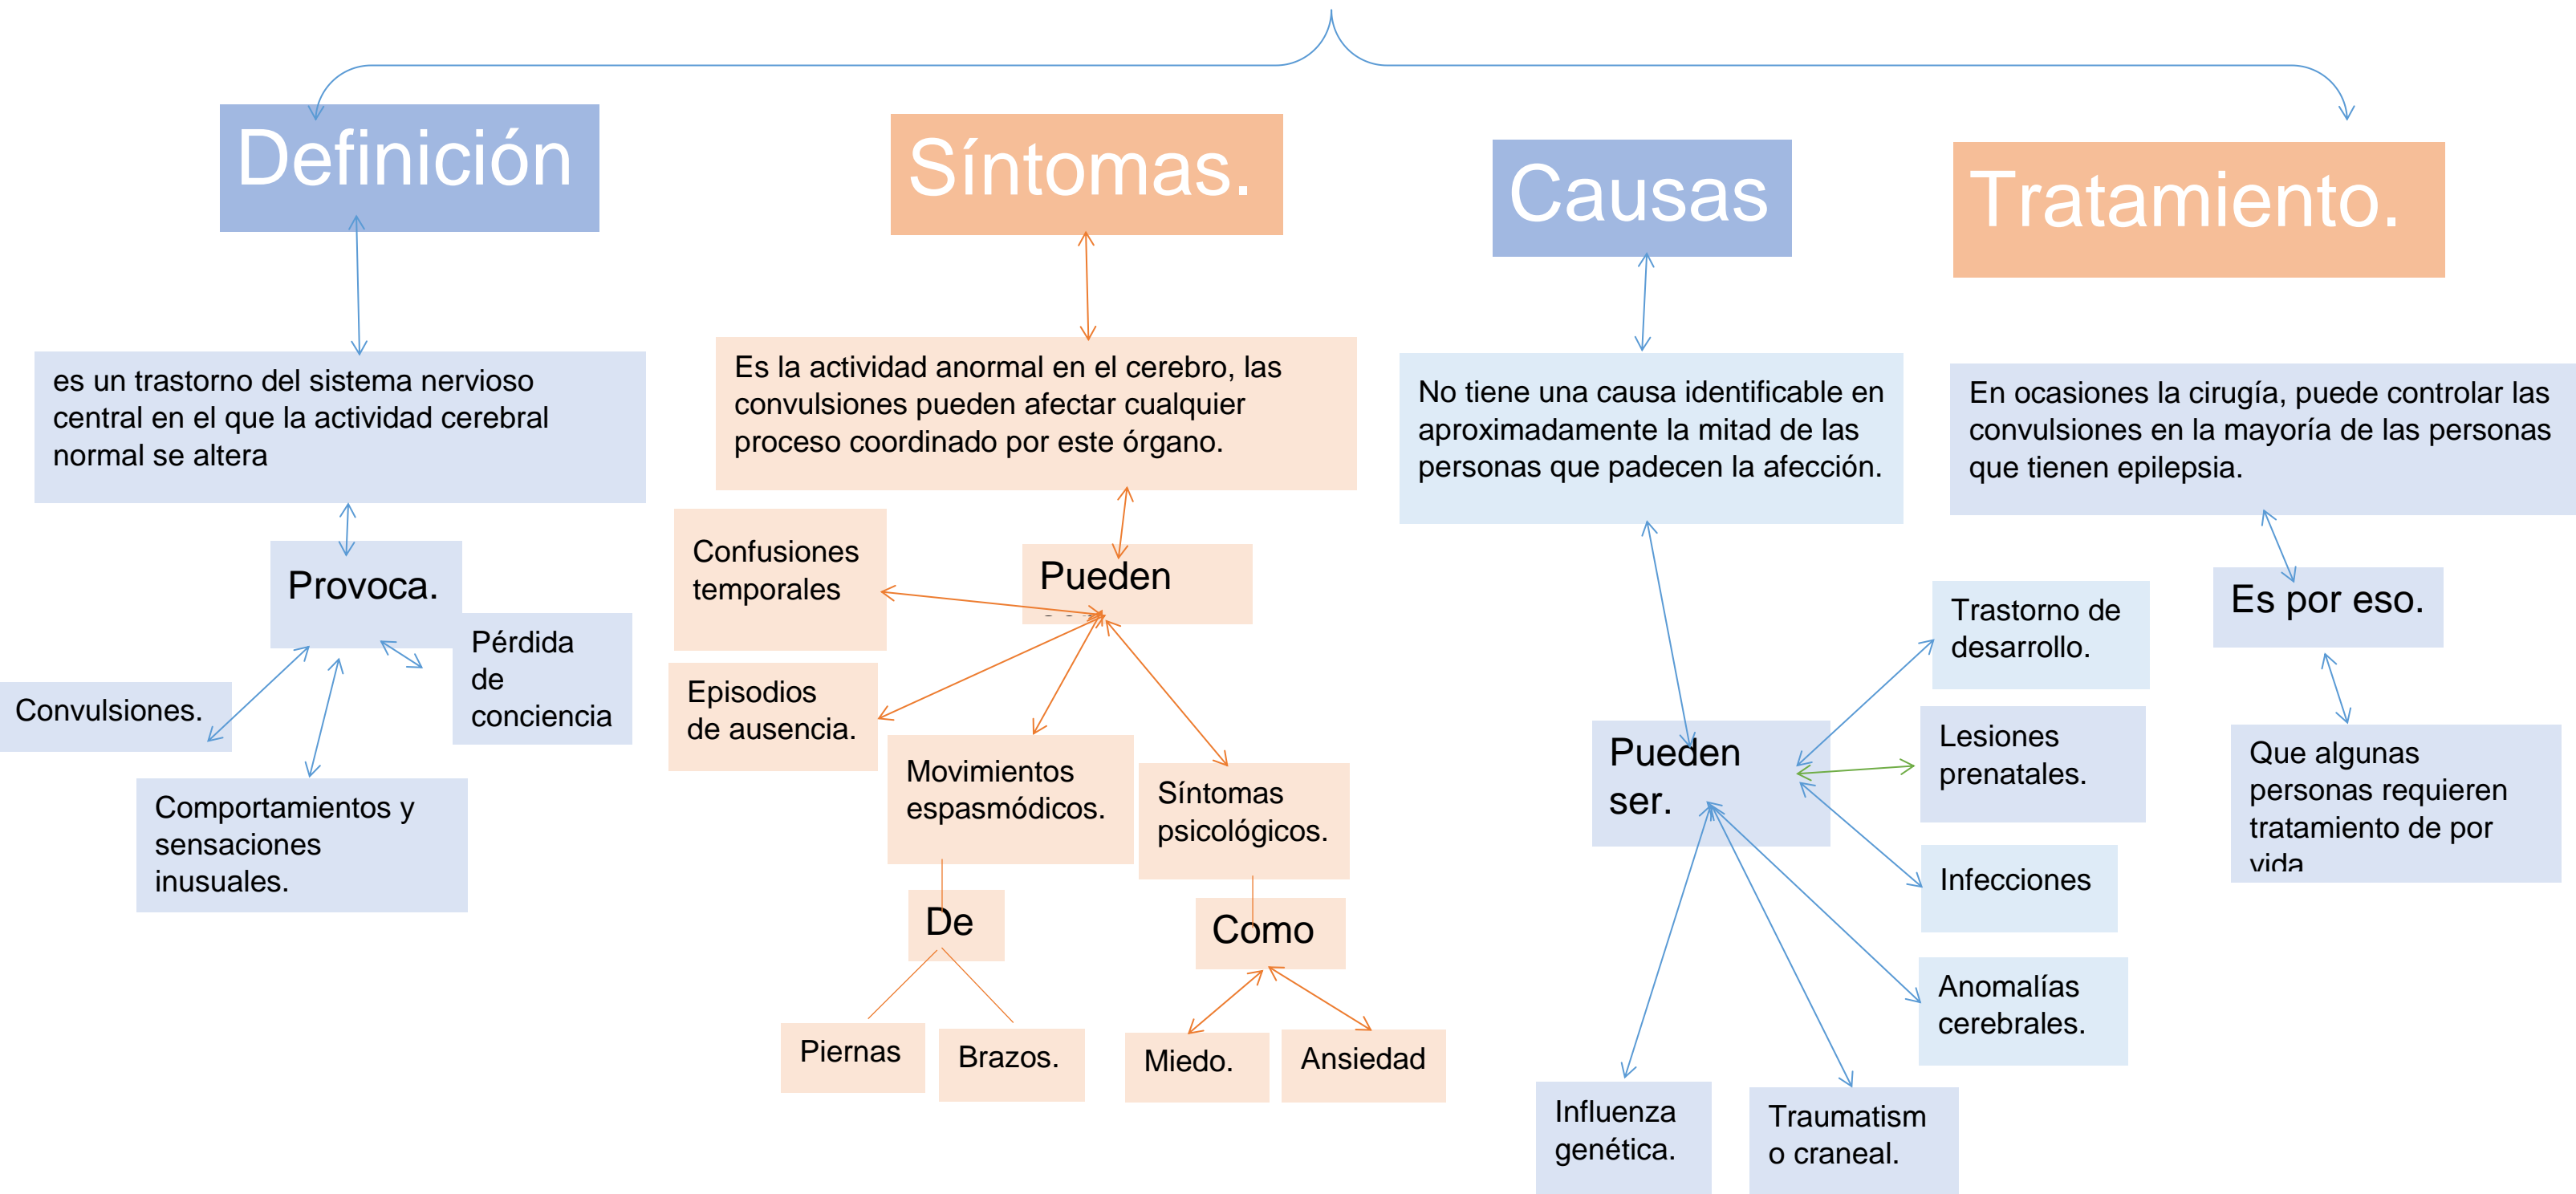 Definición
es un trastorno del sistema nervioso
central en el que la actividad cerebral
normal se altera
Provoca.
Convulsiones.
Pérdida
de
conciencia
Comportamientos y
sensaciones
inusuales.
Síntomas.
Es la actividad anormal en el cerebro, las
convulsiones pueden afectar cualquier
proceso coordinado por este órgano.
Pueden
Confusiones
temporales
Episodios
de ausencia.
Movimientos
espasmódicos.
De
Piernas
Brazos.
Síntomas
psicológicos.
Como
Miedo.
Ansiedad
Causas
No tiene una causa identificable en
aproximadamente la mitad de las
personas que padecen la afección.
Pueden
ser.
Trastorno de
desarrollo.
Lesiones
prenatales.
Infecciones
Anomalías
cerebrales.
Traumatism
o craneal.
Influenza
genética.
Tratamiento.
En ocasiones la cirugía, puede controlar las
convulsiones en la mayoría de las personas
que tienen epilepsia.
Es por eso.
Que algunas
personas requieren
tratamiento de por
vida